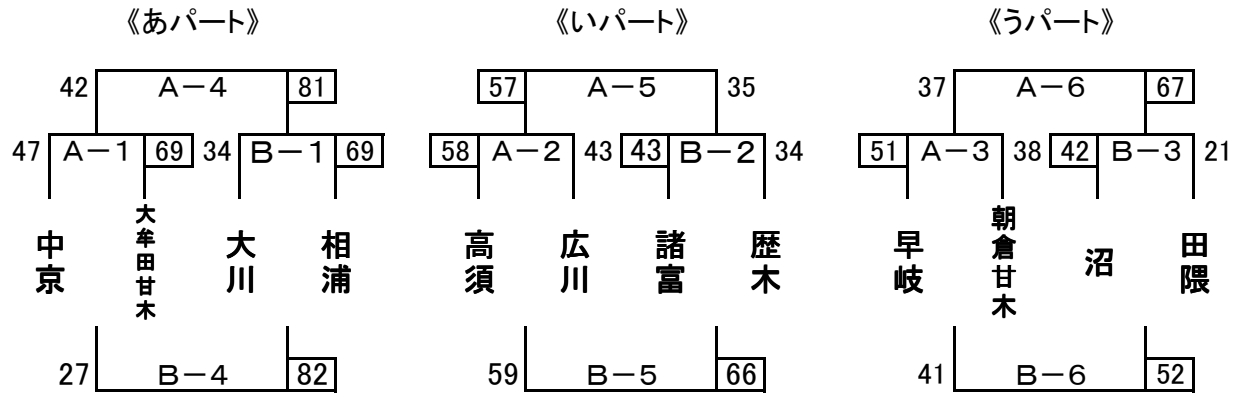 《あパート》 《いパート》 《うパート》
42 A－4 81 57 A－5 35 37 A－6 67
47 A－1 69 34 B－1 69 58 A－2 43 43 B－2 34 51 A－3 38 42 B－3 21
中京 大牟田甘木 大川 相浦 高須 広川 諸富 歴木 早岐 朝倉甘木 沼 田隈
27 B－4 82 59 B－5 66 41 B－6 52